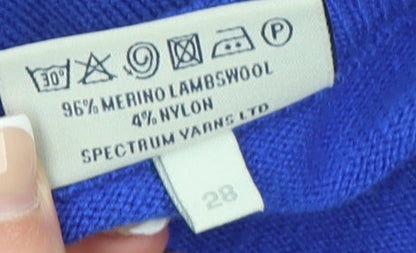 30° P
96% MERINO LAMBSWOOL
4% NYLON
SPECTRUM YARNS LTD
28